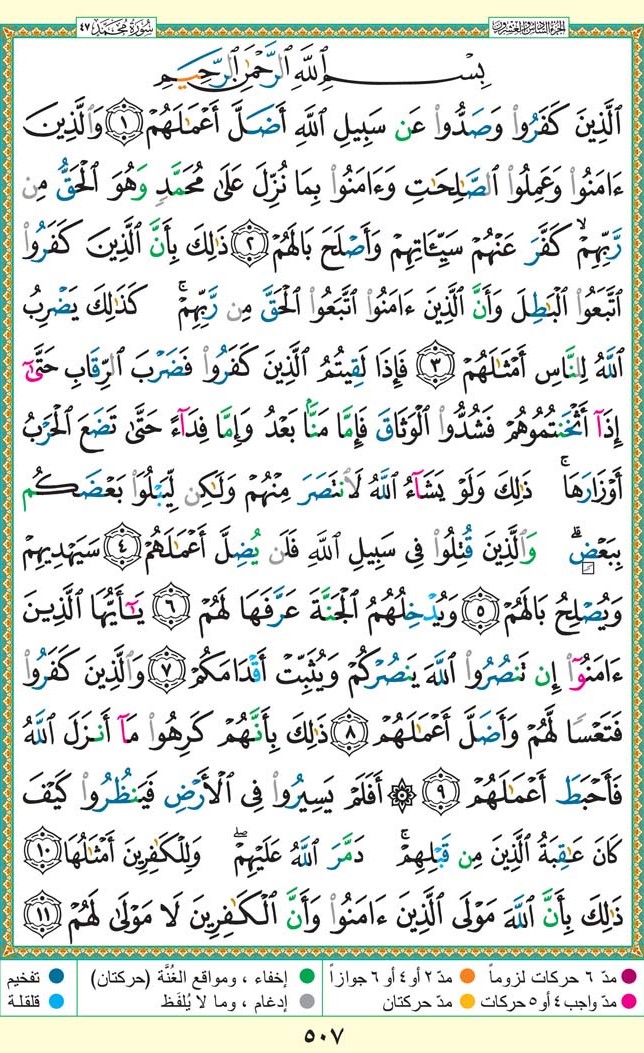 سُورَةُ مُحَمَّد ٤٧
الجزء السادس والعشرون
بِسْمِ ٱللَّهِ ٱلرَّحْمَٰنِ ٱلرَّحِيمِ
ٱلَّذِينَ كَفَرُوا۟ وَصَدُّوا۟ عَن سَبِيلِ ٱللَّهِ أَضَلَّ أَعْمَٰلَهُمْ ١ وَٱلَّذِينَ
ءَامَنُوا۟ وَعَمِلُوا۟ ٱلصَّٰلِحَٰتِ وَءَامَنُوا۟ بِمَا نُزِّلَ عَلَىٰ مُحَمَّدٍ وَهُوَ ٱلْحَقُّ مِن
رَّبِّهِمْ ۙ كَفَّرَ عَنْهُمْ سَيِّـَٔاتِهِمْ وَأَصْلَحَ بَالَهُمْ ٢ ذَٰلِكَ بِأَنَّ ٱلَّذِينَ كَفَرُوا۟
ٱتَّبَعُوا۟ ٱلْبَٰطِلَ وَأَنَّ ٱلَّذِينَ ءَامَنُوا۟ ٱتَّبَعُوا۟ ٱلْحَقَّ مِن رَّبِّهِمْ ۚ كَذَٰلِكَ يَضْرِبُ
ٱللَّهُ لِلنَّاسِ أَمْثَٰلَهُمْ ٣ فَإِذَا لَقِيتُمُ ٱلَّذِينَ كَفَرُوا۟ فَضَرْبَ ٱلرِّقَابِ حَتَّىٰٓ
إِذَآ أَثْخَنتُمُوهُمْ فَشُدُّوا۟ ٱلْوَثَاقَ فَإِمَّا مَنًّۢا بَعْدُ وَإِمَّا فِدَآءً حَتَّىٰ تَضَعَ ٱلْحَرْبُ
أَوْزَارَهَا ۚ ذَٰلِكَ وَلَوْ يَشَآءُ ٱللَّهُ لَٱنتَصَرَ مِنْهُمْ وَلَٰكِن لِّيَبْلُوَا۟ بَعْضَكُم
بِبَعْضٍ ۗ وَٱلَّذِينَ قُتِلُوا۟ فِى سَبِيلِ ٱللَّهِ فَلَن يُضِلَّ أَعْمَٰلَهُمْ ٤ سَيَهْدِيهِمْ
وَيُصْلِحُ بَالَهُمْ ٥ وَيُدْخِلُهُمُ ٱلْجَنَّةَ عَرَّفَهَا لَهُمْ ٦ يَٰٓأَيُّهَا ٱلَّذِينَ
ءَامَنُوٓا۟ إِن تَنصُرُوا۟ ٱللَّهَ يَنصُرْكُمْ وَيُثَبِّتْ أَقْدَامَكُمْ ٧ وَٱلَّذِينَ كَفَرُوا۟
فَتَعْسًا لَّهُمْ وَأَضَلَّ أَعْمَٰلَهُمْ ٨ ذَٰلِكَ بِأَنَّهُمْ كَرِهُوا۟ مَآ أَنزَلَ ٱللَّهُ
فَأَحْبَطَ أَعْمَٰلَهُمْ ٩ ۞ أَفَلَمْ يَسِيرُوا۟ فِى ٱلْأَرْضِ فَيَنظُرُوا۟ كَيْفَ
كَانَ عَٰقِبَةُ ٱلَّذِينَ مِن قَبْلِهِمْ ۚ دَمَّرَ ٱللَّهُ عَلَيْهِمْ ۖ وَلِلْكَٰفِرِينَ أَمْثَٰلُهَا ١٠
ذَٰلِكَ بِأَنَّ ٱللَّهَ مَوْلَى ٱلَّذِينَ ءَامَنُوا۟ وَأَنَّ ٱلْكَٰفِرِينَ لَا مَوْلَىٰ لَهُمْ ١١
مدّ ٦ حركات لزوماً مدّ ٢ أو ٤ أو ٦ جوازاً إخفاء ، ومواقع الغُنَّة (حركتان) تفخيم
مدّ واجب ٤ أو ٥ حركات مدّ حركتان إدغام ، وما لا يُلفَظ قلقلة
٥٠٧